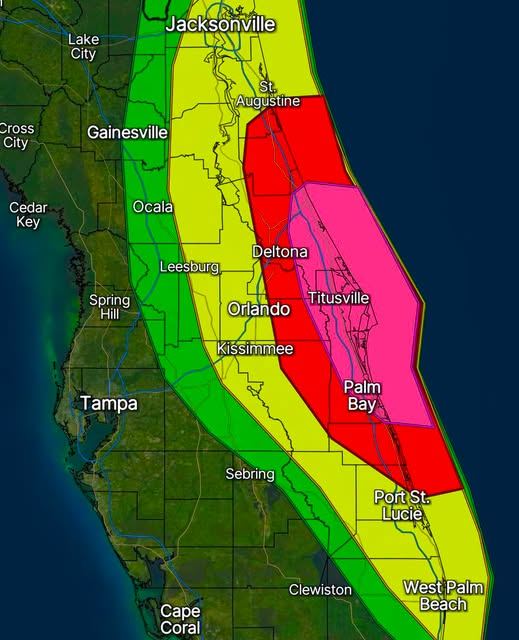 Jacksonville
Lake
City
St.
Augustine
Gainesville
Cross
City
Cedar
Key
Ocala
Deltona
Leesburg
Titusville
Spring
Hill
Orlando
Kissimmee
Palm
Bay
Tampa
Sebring
Port St.
Lucie
Clewiston
West Palm
Beach
Cape
Coral